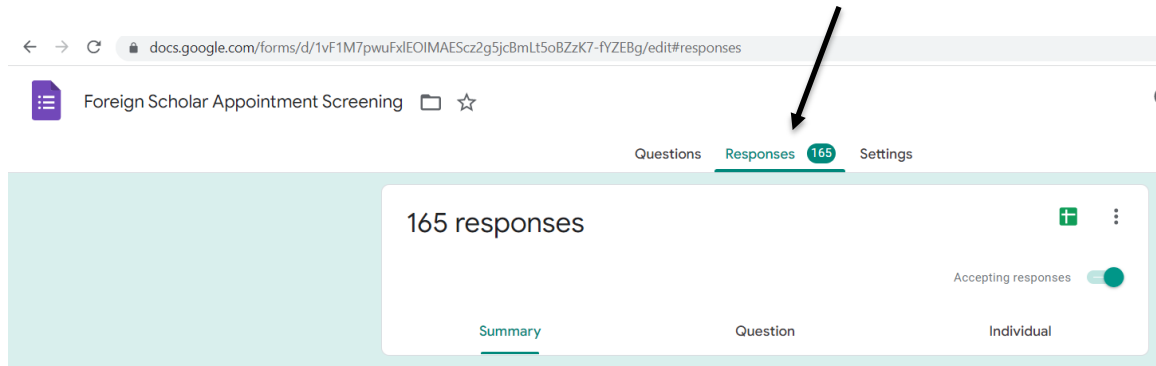 docs.google.com/forms/d/1vF1M7pwuFxlEOIMAEScz2g5jcBmLt5oBZzK7-fYZEBg/edit#responses
Foreign Scholar Appointment Screening
Questions Responses 165 Settings
165 responses
Accepting responses
Summary Question Individual